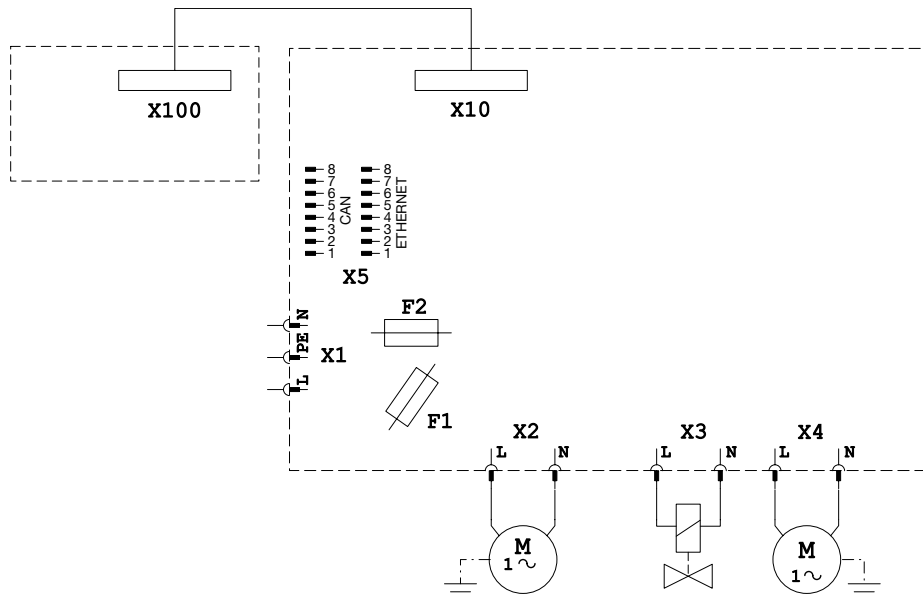 X100
X10
8 8
7 7
6 6
5 5
4 4
3 3
2 2
1 1
CAN
ETHERNET
X5
N
PE
L
X1
F2
F1
X2
X3
X4
L N
L N
L N
M
1~
M
1~